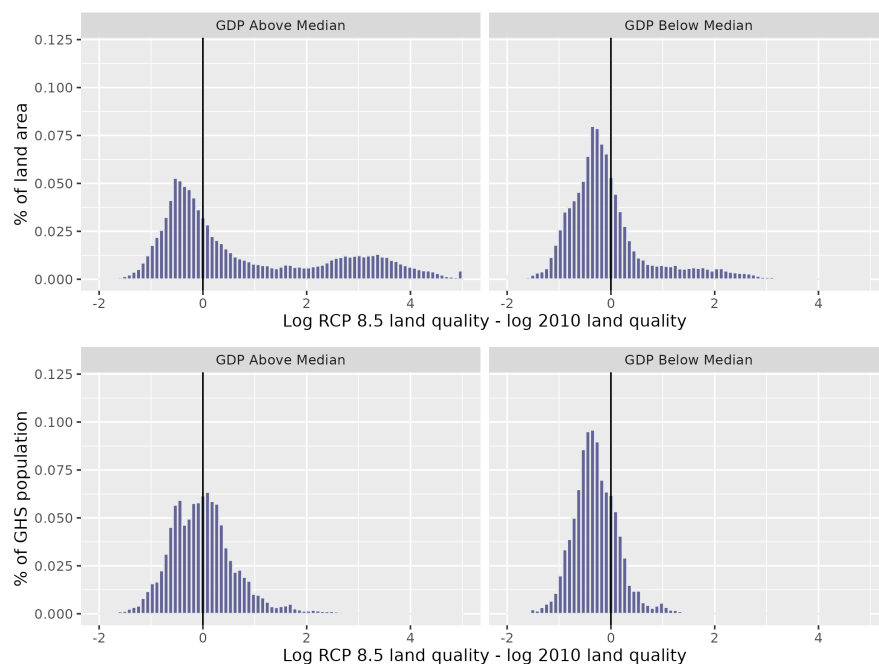 GDP Above Median GDP Below Median
0.125
0.100
0.075
0.050
0.025
0.000
% of land area
-2 0 2 4 -2 0 2 4
Log RCP 8.5 land quality - log 2010 land quality
GDP Above Median GDP Below Median
0.125
0.100
0.075
0.050
0.025
0.000
% of GHS population
-2 0 2 4 -2 0 2 4
Log RCP 8.5 land quality - log 2010 land quality